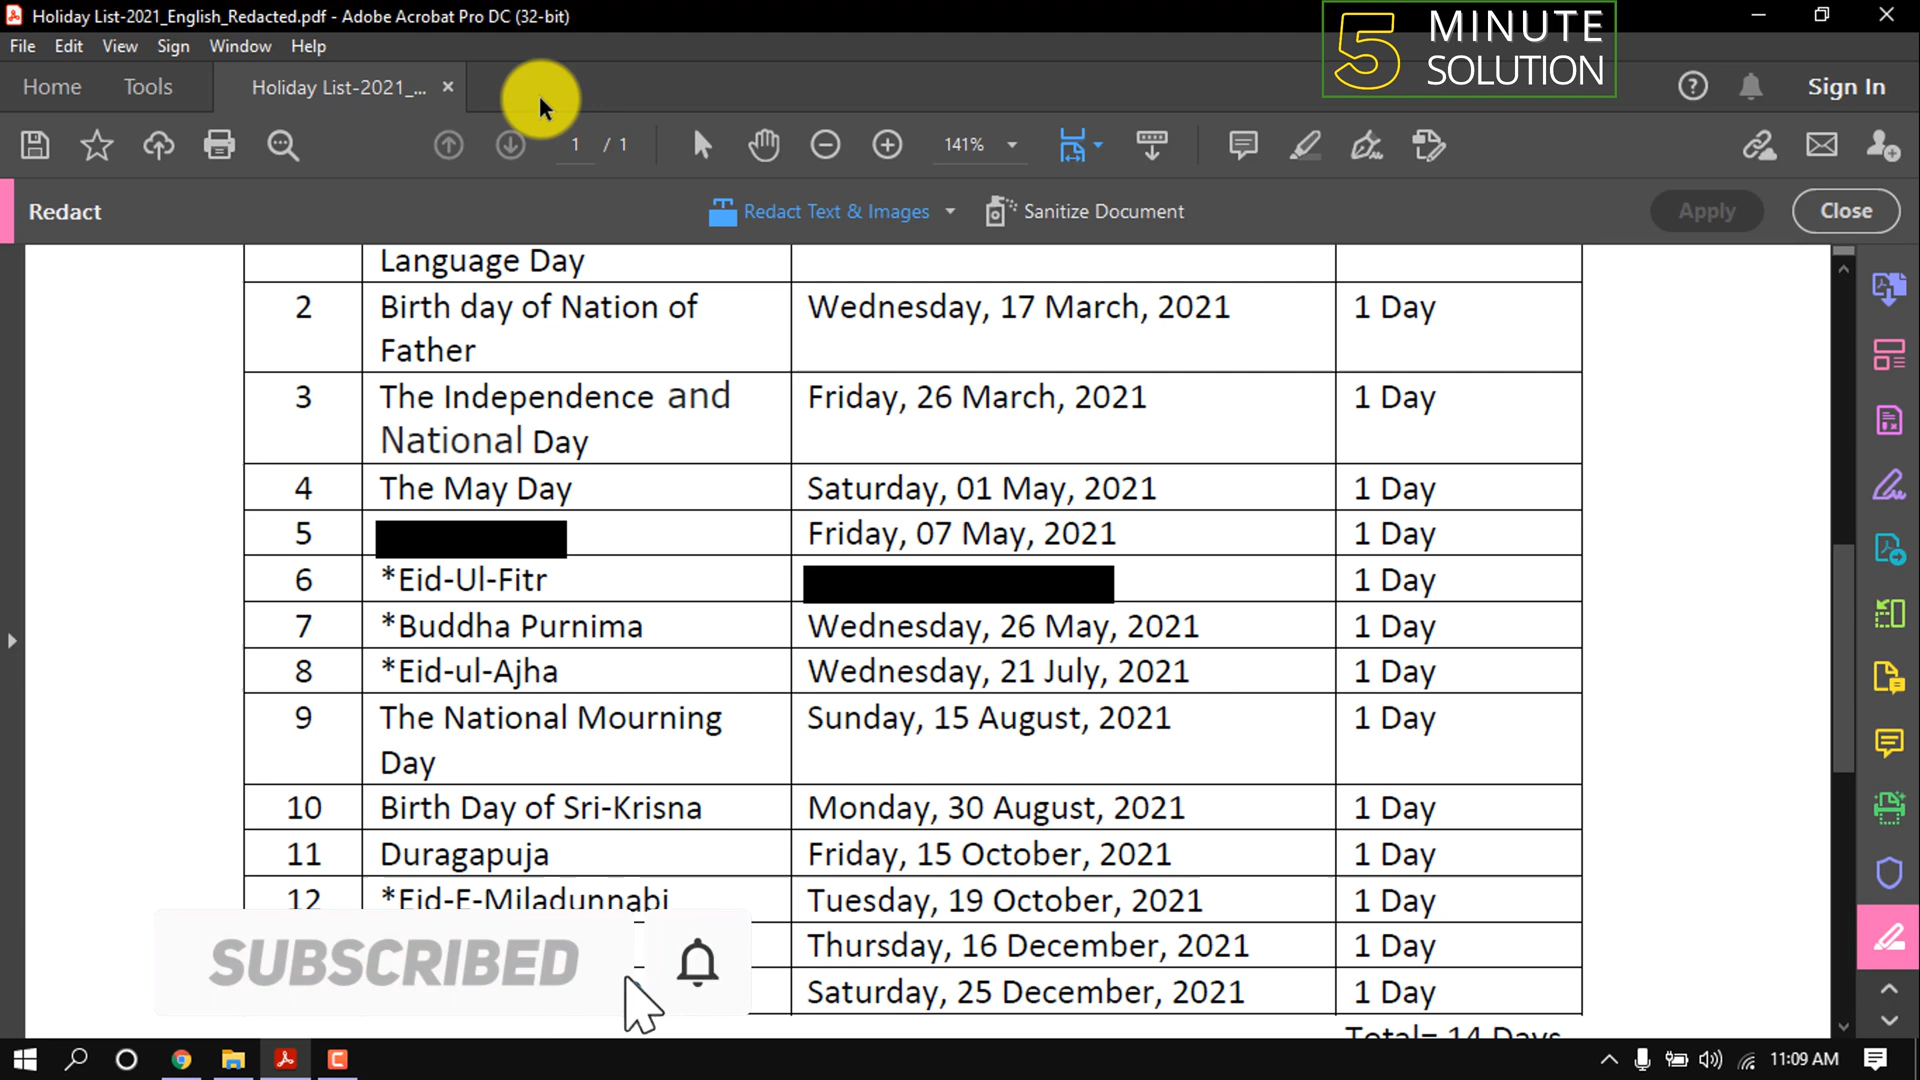 Holiday List-2021_English_Redacted.pdf - Adobe Acrobat Pro DC (32-bit)
5 MINUTE SOLUTION
File Edit View Sign Window Help
Home Tools Holiday List-2021_... × Sign In
1 / 1 141%
Redact Redact Text & Images Sanitize Document Apply Close
Language Day
2 Birth day of Nation of Wednesday, 17 March, 2021 1 Day
Father
3 The Independence and Friday, 26 March, 2021 1 Day
National Day
4 The May Day Saturday, 01 May, 2021 1 Day
5 Friday, 07 May, 2021 1 Day
6 *Eid-Ul-Fitr 1 Day
7 *Buddha Purnima Wednesday, 26 May, 2021 1 Day
8 *Eid-ul-Ajha Wednesday, 21 July, 2021 1 Day
9 The National Mourning Sunday, 15 August, 2021 1 Day
Day
10 Birth Day of Sri-Krisna Monday, 30 August, 2021 1 Day
11 Duragapuja Friday, 15 October, 2021 1 Day
12 *Eid-E-Miladunnabi Tuesday, 19 October, 2021 1 Day
Thursday, 16 December, 2021 1 Day
SUBSCRIBED
Saturday, 25 December, 2021 1 Day
Total= 14 Days
11:09 AM